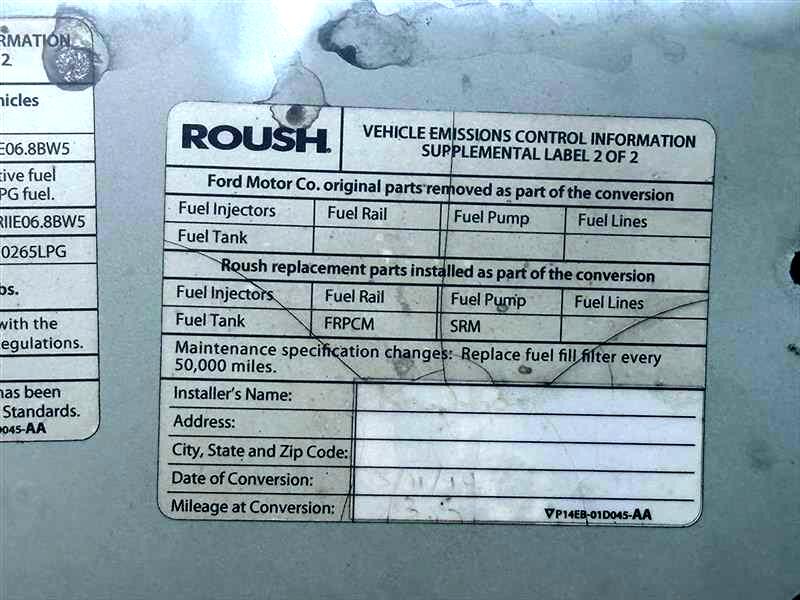 RMATION
2
nicles
IE06.8BW5
tive fuel
PG fuel.
RIIE06.8BW5
0265LPG
bs.
with the
egulations.
has been
Standards.
0045-AA
ROUSH
VEHICLE EMISSIONS CONTROL INFORMATION
SUPPLEMENTAL LABEL 2 OF 2
Ford Motor Co. original parts removed as part of the conversion
Fuel Injectors Fuel Rail Fuel Pump Fuel Lines
Fuel Tank
Roush replacement parts installed as part of the conversion
Fuel Injectors Fuel Rail Fuel Pump Fuel Lines
Fuel Tank FRPCM SRM
Maintenance specification changes: Replace fuel fill filter every
50,000 miles.
Installer's Name:
Address:
City, State and Zip Code:
Date of Conversion:
Mileage at Conversion:
P14EB-01D045-AA